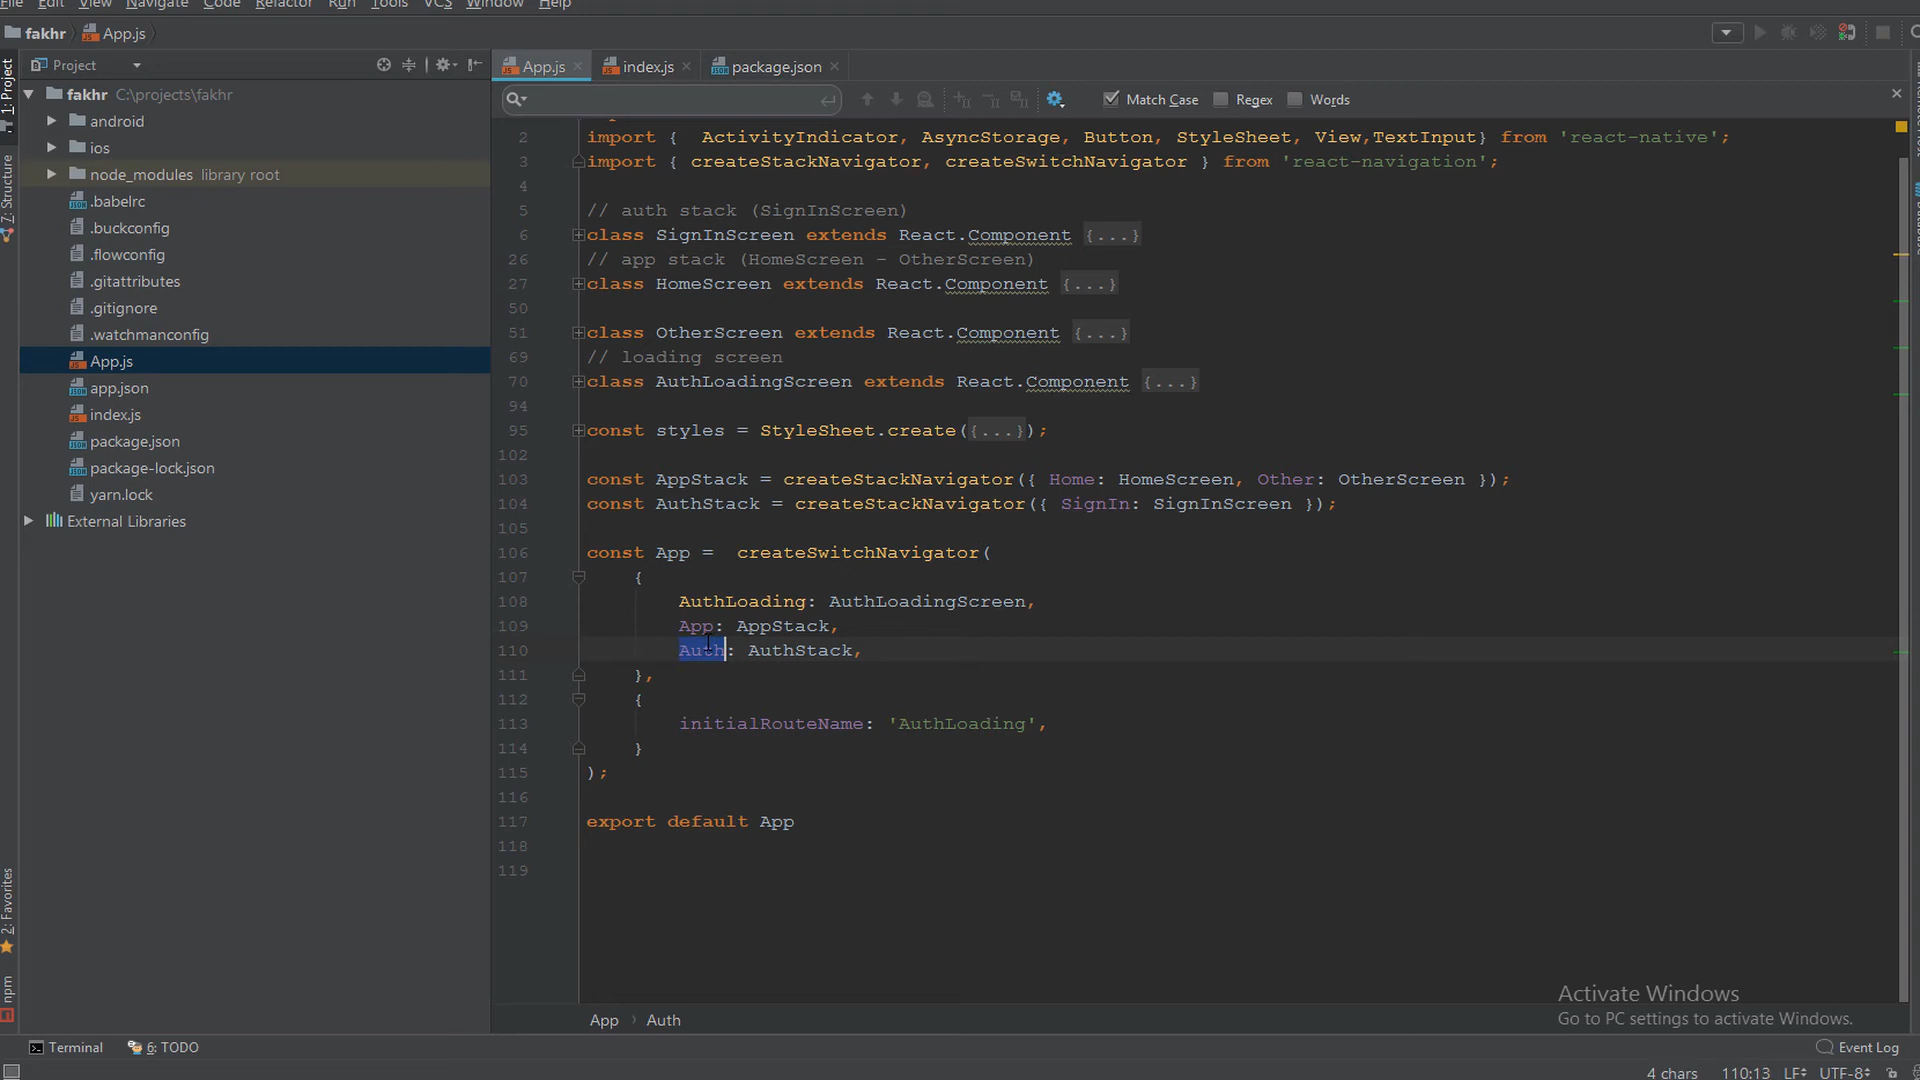 File Edit View Navigate Code Refactor Run Tools VCS Window Help
fakhr App.js
Project
App.js index.js package.json
Match Case Regex Words
fakhr C:\projects\fakhr
android
ios
node_modules library root
.babelrc
.buckconfig
.flowconfig
.gitattributes
.gitignore
.watchmanconfig
App.js
app.json
index.js
package.json
package-lock.json
yarn.lock
External Libraries
1: Project
7: Structure
2: Favorites
npm
2 import { ActivityIndicator, AsyncStorage, Button, StyleSheet, View,TextInput} from 'react-native';
3 import { createStackNavigator, createSwitchNavigator } from 'react-navigation';
4
5 // auth stack (SignInScreen)
6 class SignInScreen extends React.Component {...}
26 // app stack (HomeScreen - OtherScreen)
27 class HomeScreen extends React.Component {...}
50
51 class OtherScreen extends React.Component {...}
69 // loading screen
70 class AuthLoadingScreen extends React.Component {...}
94
95 const styles = StyleSheet.create({...});
102
103 const AppStack = createStackNavigator({ Home: HomeScreen, Other: OtherScreen });
104 const AuthStack = createStackNavigator({ SignIn: SignInScreen });
105
106 const App = createSwitchNavigator(
107 {
108 AuthLoading: AuthLoadingScreen,
109 App: AppStack,
110 Auth: AuthStack,
111 },
112 {
113 initialRouteName: 'AuthLoading',
114 }
115 );
116
117 export default App
118
119
Activate Windows
Go to PC settings to activate Windows.
App › Auth
Terminal 6: TODO Event Log
4 chars 110:13 LF UTF-8